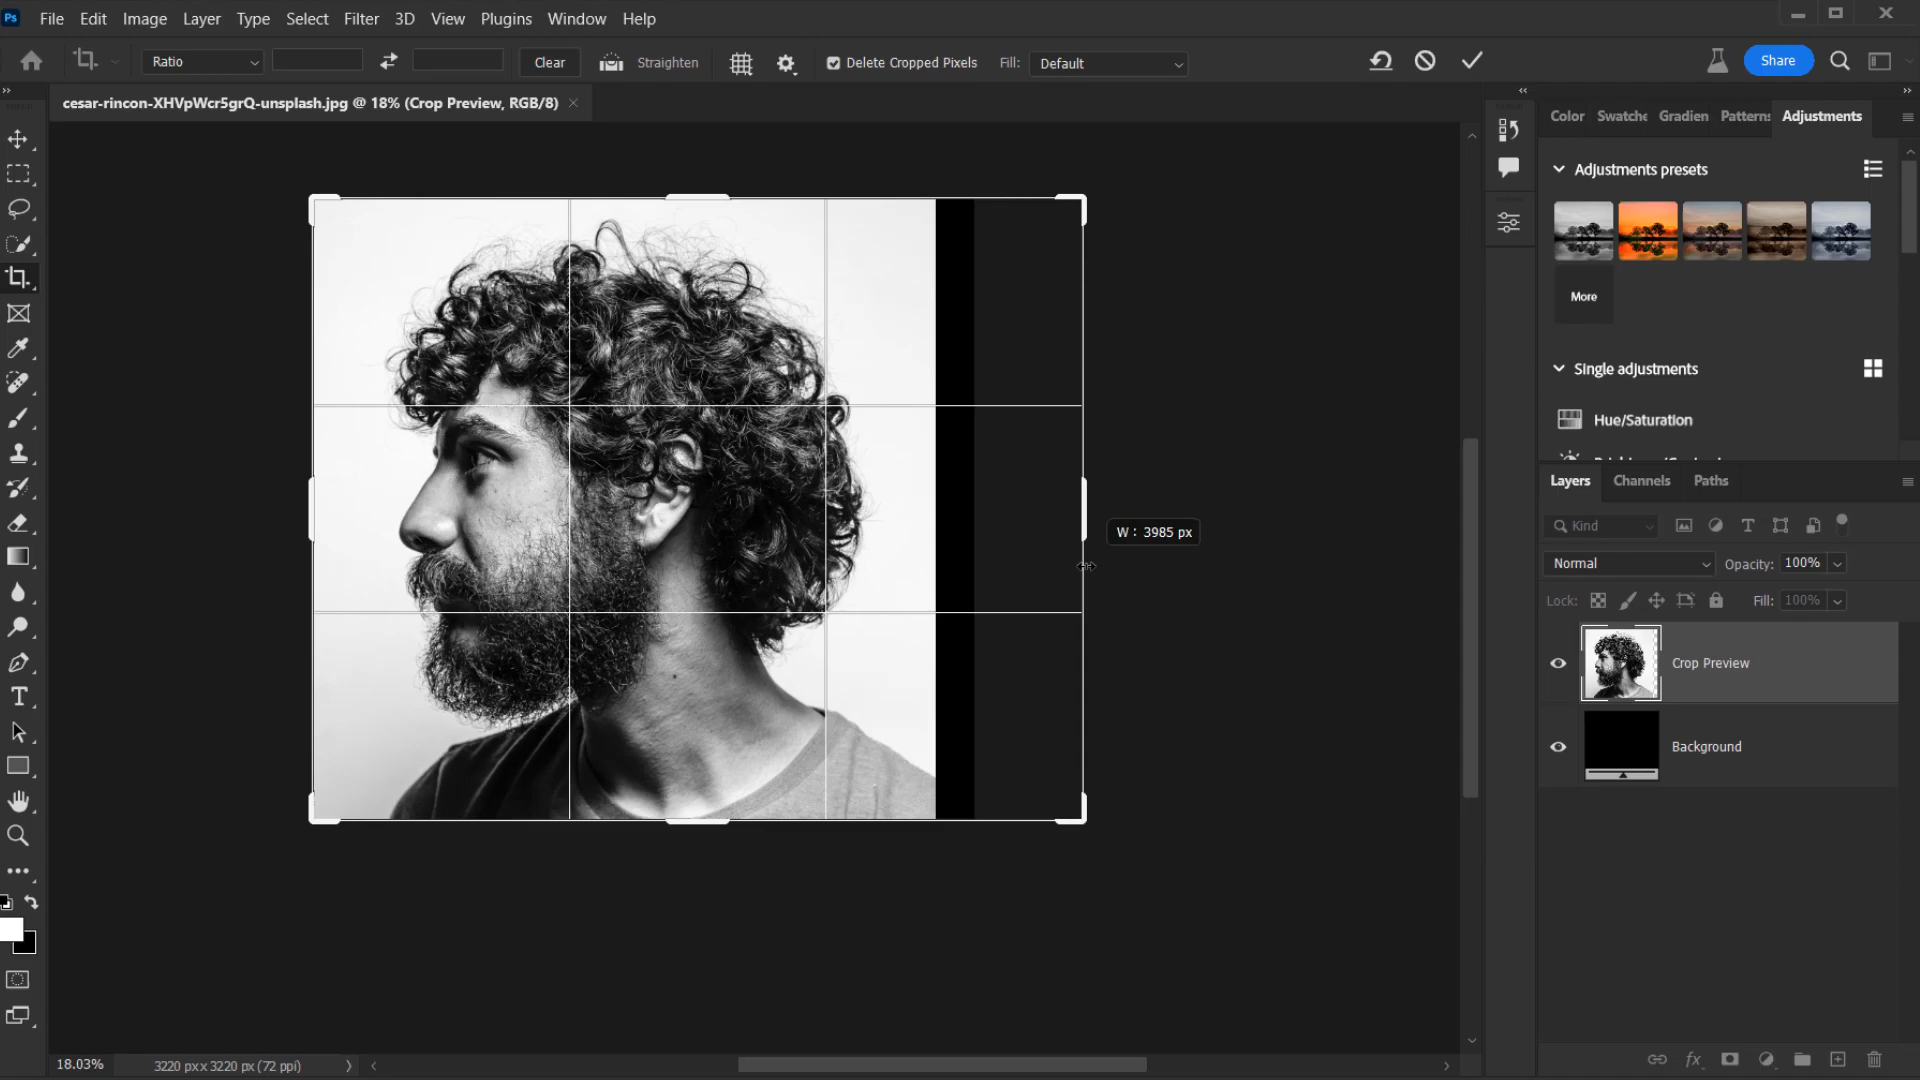 Ps File Edit Image Layer Type Select Filter 3D View Plugins Window Help
Ratio Clear Straighten Delete Cropped Pixels Fill: Default Share
cesar-rincon-XHVpWcr5grQ-unsplash.jpg @ 18% (Crop Preview, RGB/8)
Color Swatche Gradien Patterns Adjustments
Adjustments presets
More
Single adjustments
Hue/Saturation
Layers Channels Paths
Kind
W : 3985 px
Normal Opacity: 100%
Lock: Fill: 100%
Crop Preview
Background
18.03% 3220 px x 3220 px (72 ppi)